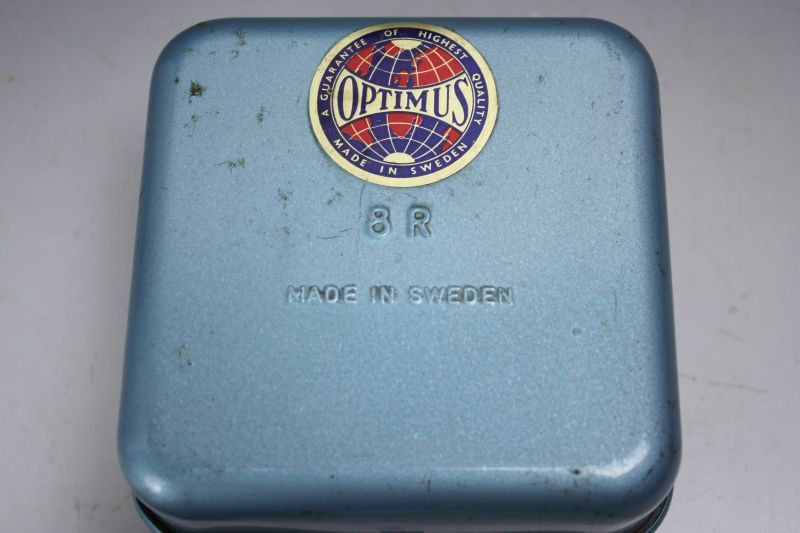 A GUARANTEE OF HIGHEST QUALITY
OPTIMUS
MADE IN SWEDEN
8 R
MADE IN SWEDEN